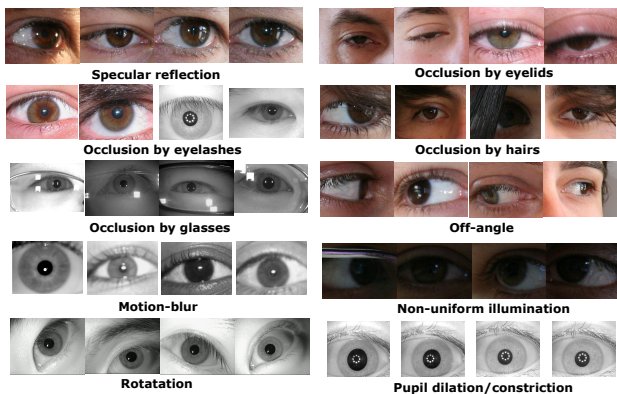 Specular reflection
Occlusion by eyelids
Occlusion by eyelashes
Occlusion by hairs
Occlusion by glasses
Off-angle
Motion-blur
Non-uniform illumination
Rotatation
Pupil dilation/constriction